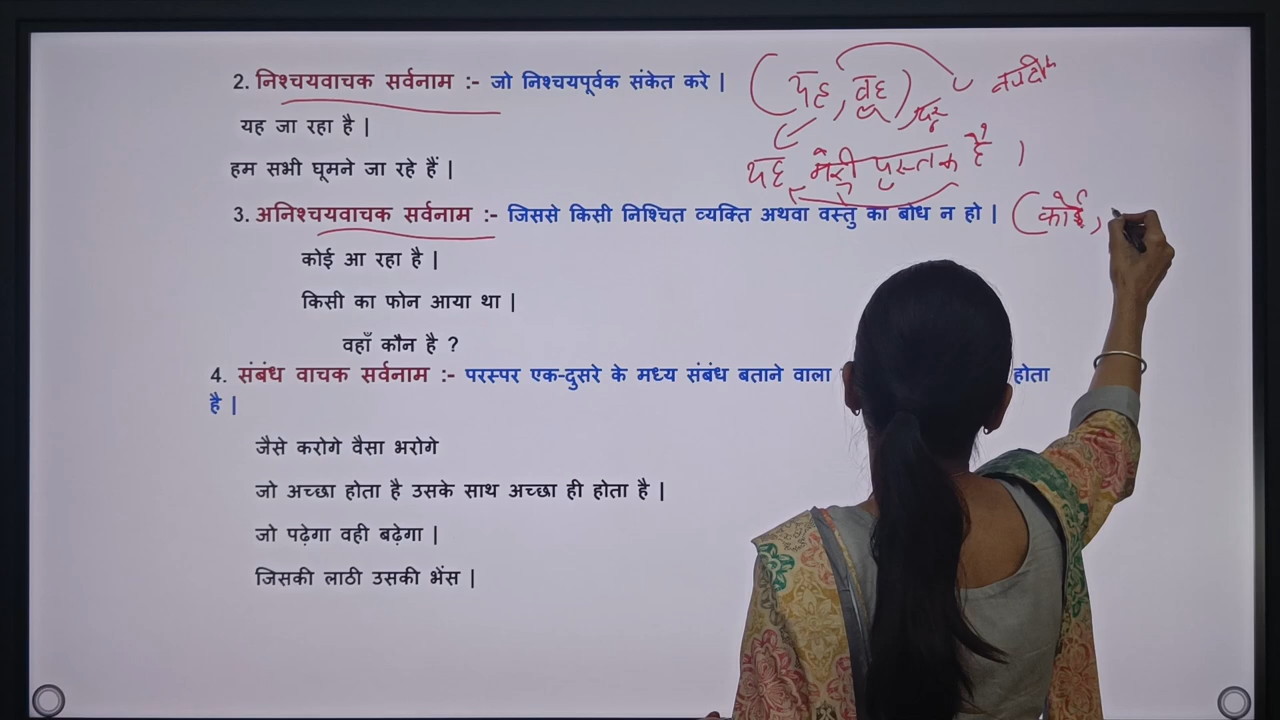 2. निश्चयवाचक सर्वनाम :- जो निश्चयपूर्वक संकेत करे | (यह, वह)
यह जा रहा है |
दूर
हम सभी घूमने जा रहे हैं |
यह मेरी पुस्तक है ।
3. अनिश्चयवाचक सर्वनाम :- जिससे किसी निश्चित व्यक्ति अथवा वस्तु का बोध न हो | (कोई,
कोई आ रहा है |
किसी का फोन आया था |
वहाँ कौन है ?
4. संबंध वाचक सर्वनाम :- परस्पर एक-दुसरे के मध्य संबंध बताने वाला होता
है |
जैसे करोगे वैसा भरोगे
जो अच्छा होता है उसके साथ अच्छा ही होता है |
जो पढ़ेगा वही बढ़ेगा |
जिसकी लाठी उसकी भेंस |